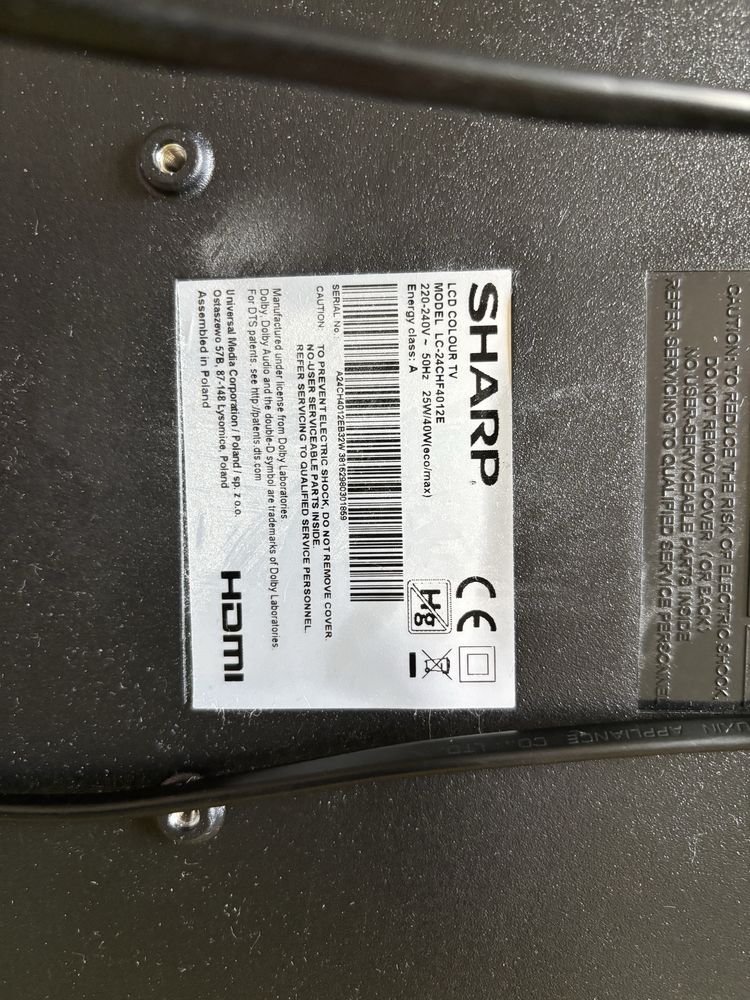 SHARP
LCD COLOUR TV
MODEL LC-24CHF4012E
220-240V ~ 50Hz 25W/40W(eco/max)
Energy class: A
CE
Hg
SERIAL No.:
A24CH4012EB32W 38152980301859
CAUTION: TO PREVENT ELECTRIC SHOCK, DO NOT REMOVE COVER.
NO-USER SERVICEABLE PARTS INSIDE.
REFER SERVICING TO QUALIFIED SERVICE PERSONNEL.
Manufactured under license from Dolby Laboratories
Dolby, Dolby Audio and the double-D symbol are trademarks of Dolby Laboratories.
For DTS patents, see http://patents.dts.com
Universal Media Corporation / Poland / sp. z o.o.
Ostaszewo 57B, 87-148 Łysomice, Poland
Assembled in Poland
HDMI
CAUTION: TO REDUCE THE RISK OF ELECTRIC SHOCK,
DO NOT REMOVE COVER (OR BACK)
NO USER-SERVICEABLE PARTS INSIDE
REFER SERVICING TO QUALIFIED SERVICE PERSONNEL
APPLIANCE CO., LTD.